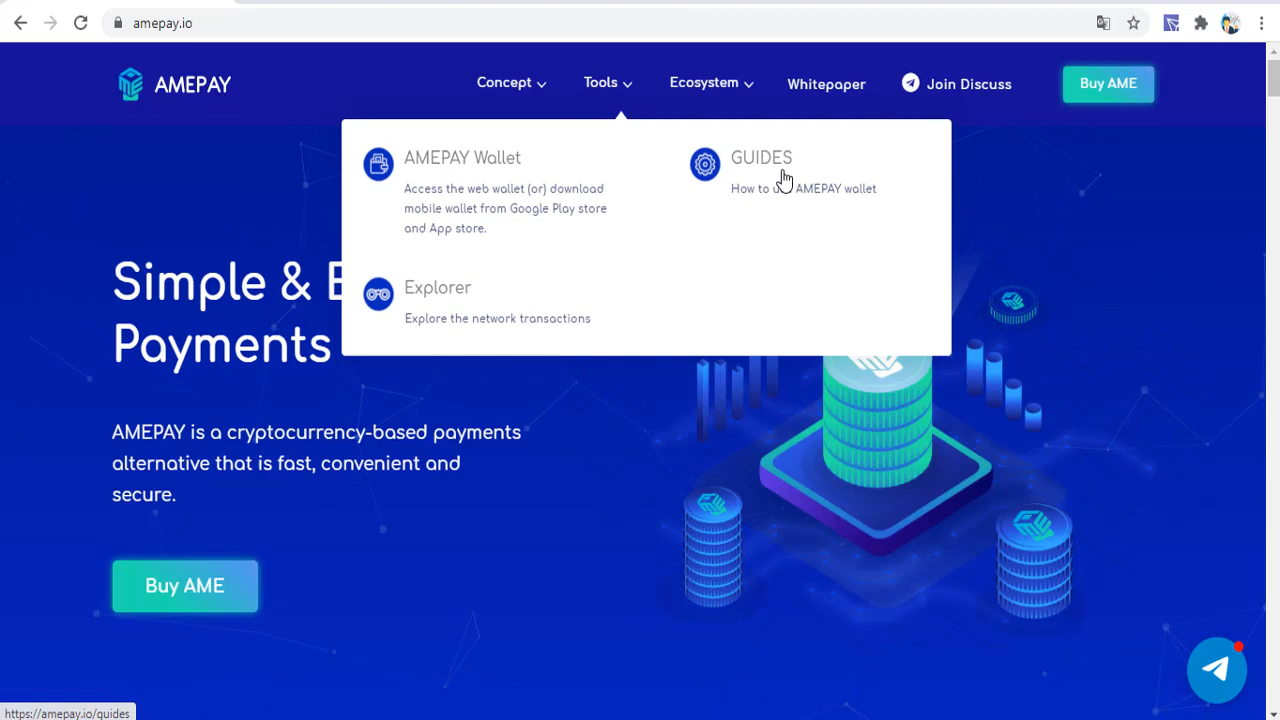 amepay.io
AMEPAY
Concept
Tools
Ecosystem
Whitepaper
Join Discuss
Buy AME
AMEPAY Wallet
Access the web wallet (or) download
mobile wallet from Google Play store
and App store.
GUIDES
How to u AMEPAY wallet
Explorer
Explore the network transactions
Simple &
Payments
AMEPAY is a cryptocurrency-based payments
alternative that is fast, convenient and
secure.
Buy AME
https://amepay.io/guides